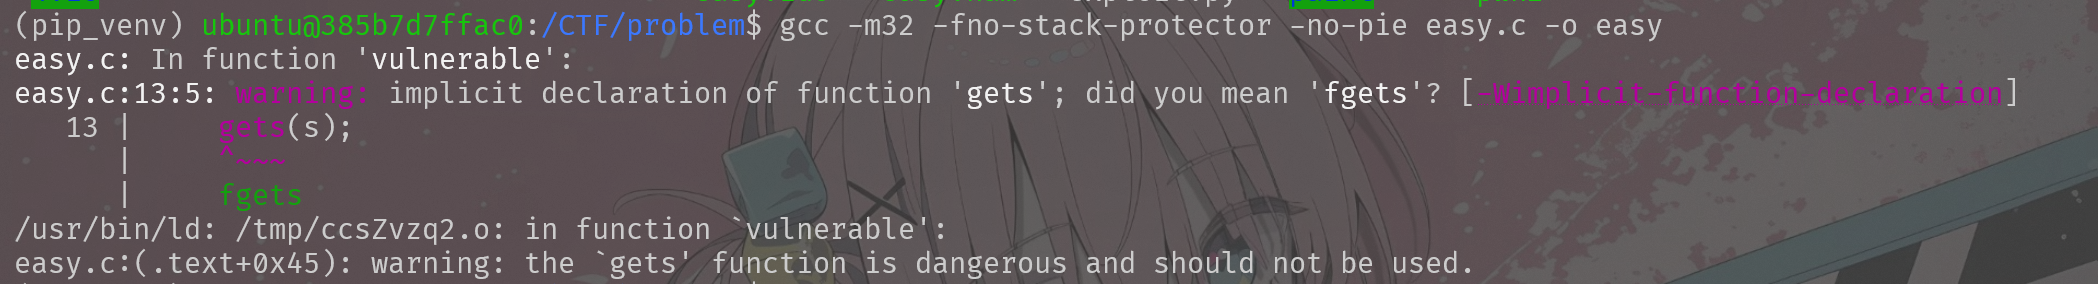 (pip_venv) ubuntu@385b7d7ffac0:/CTF/problem$ gcc -m32 -fno-stack-protector -no-pie easy.c -o easy
easy.c: In function 'vulnerable':
easy.c:13:5: warning: implicit declaration of function 'gets'; did you mean 'fgets'? [-Wimplicit-function-declaration]
   13 |     gets(s);
      |     ^~~~
      |     fgets
/usr/bin/ld: /tmp/ccsZvzq2.o: in function `vulnerable':
easy.c:(.text+0x45): warning: the `gets' function is dangerous and should not be used.